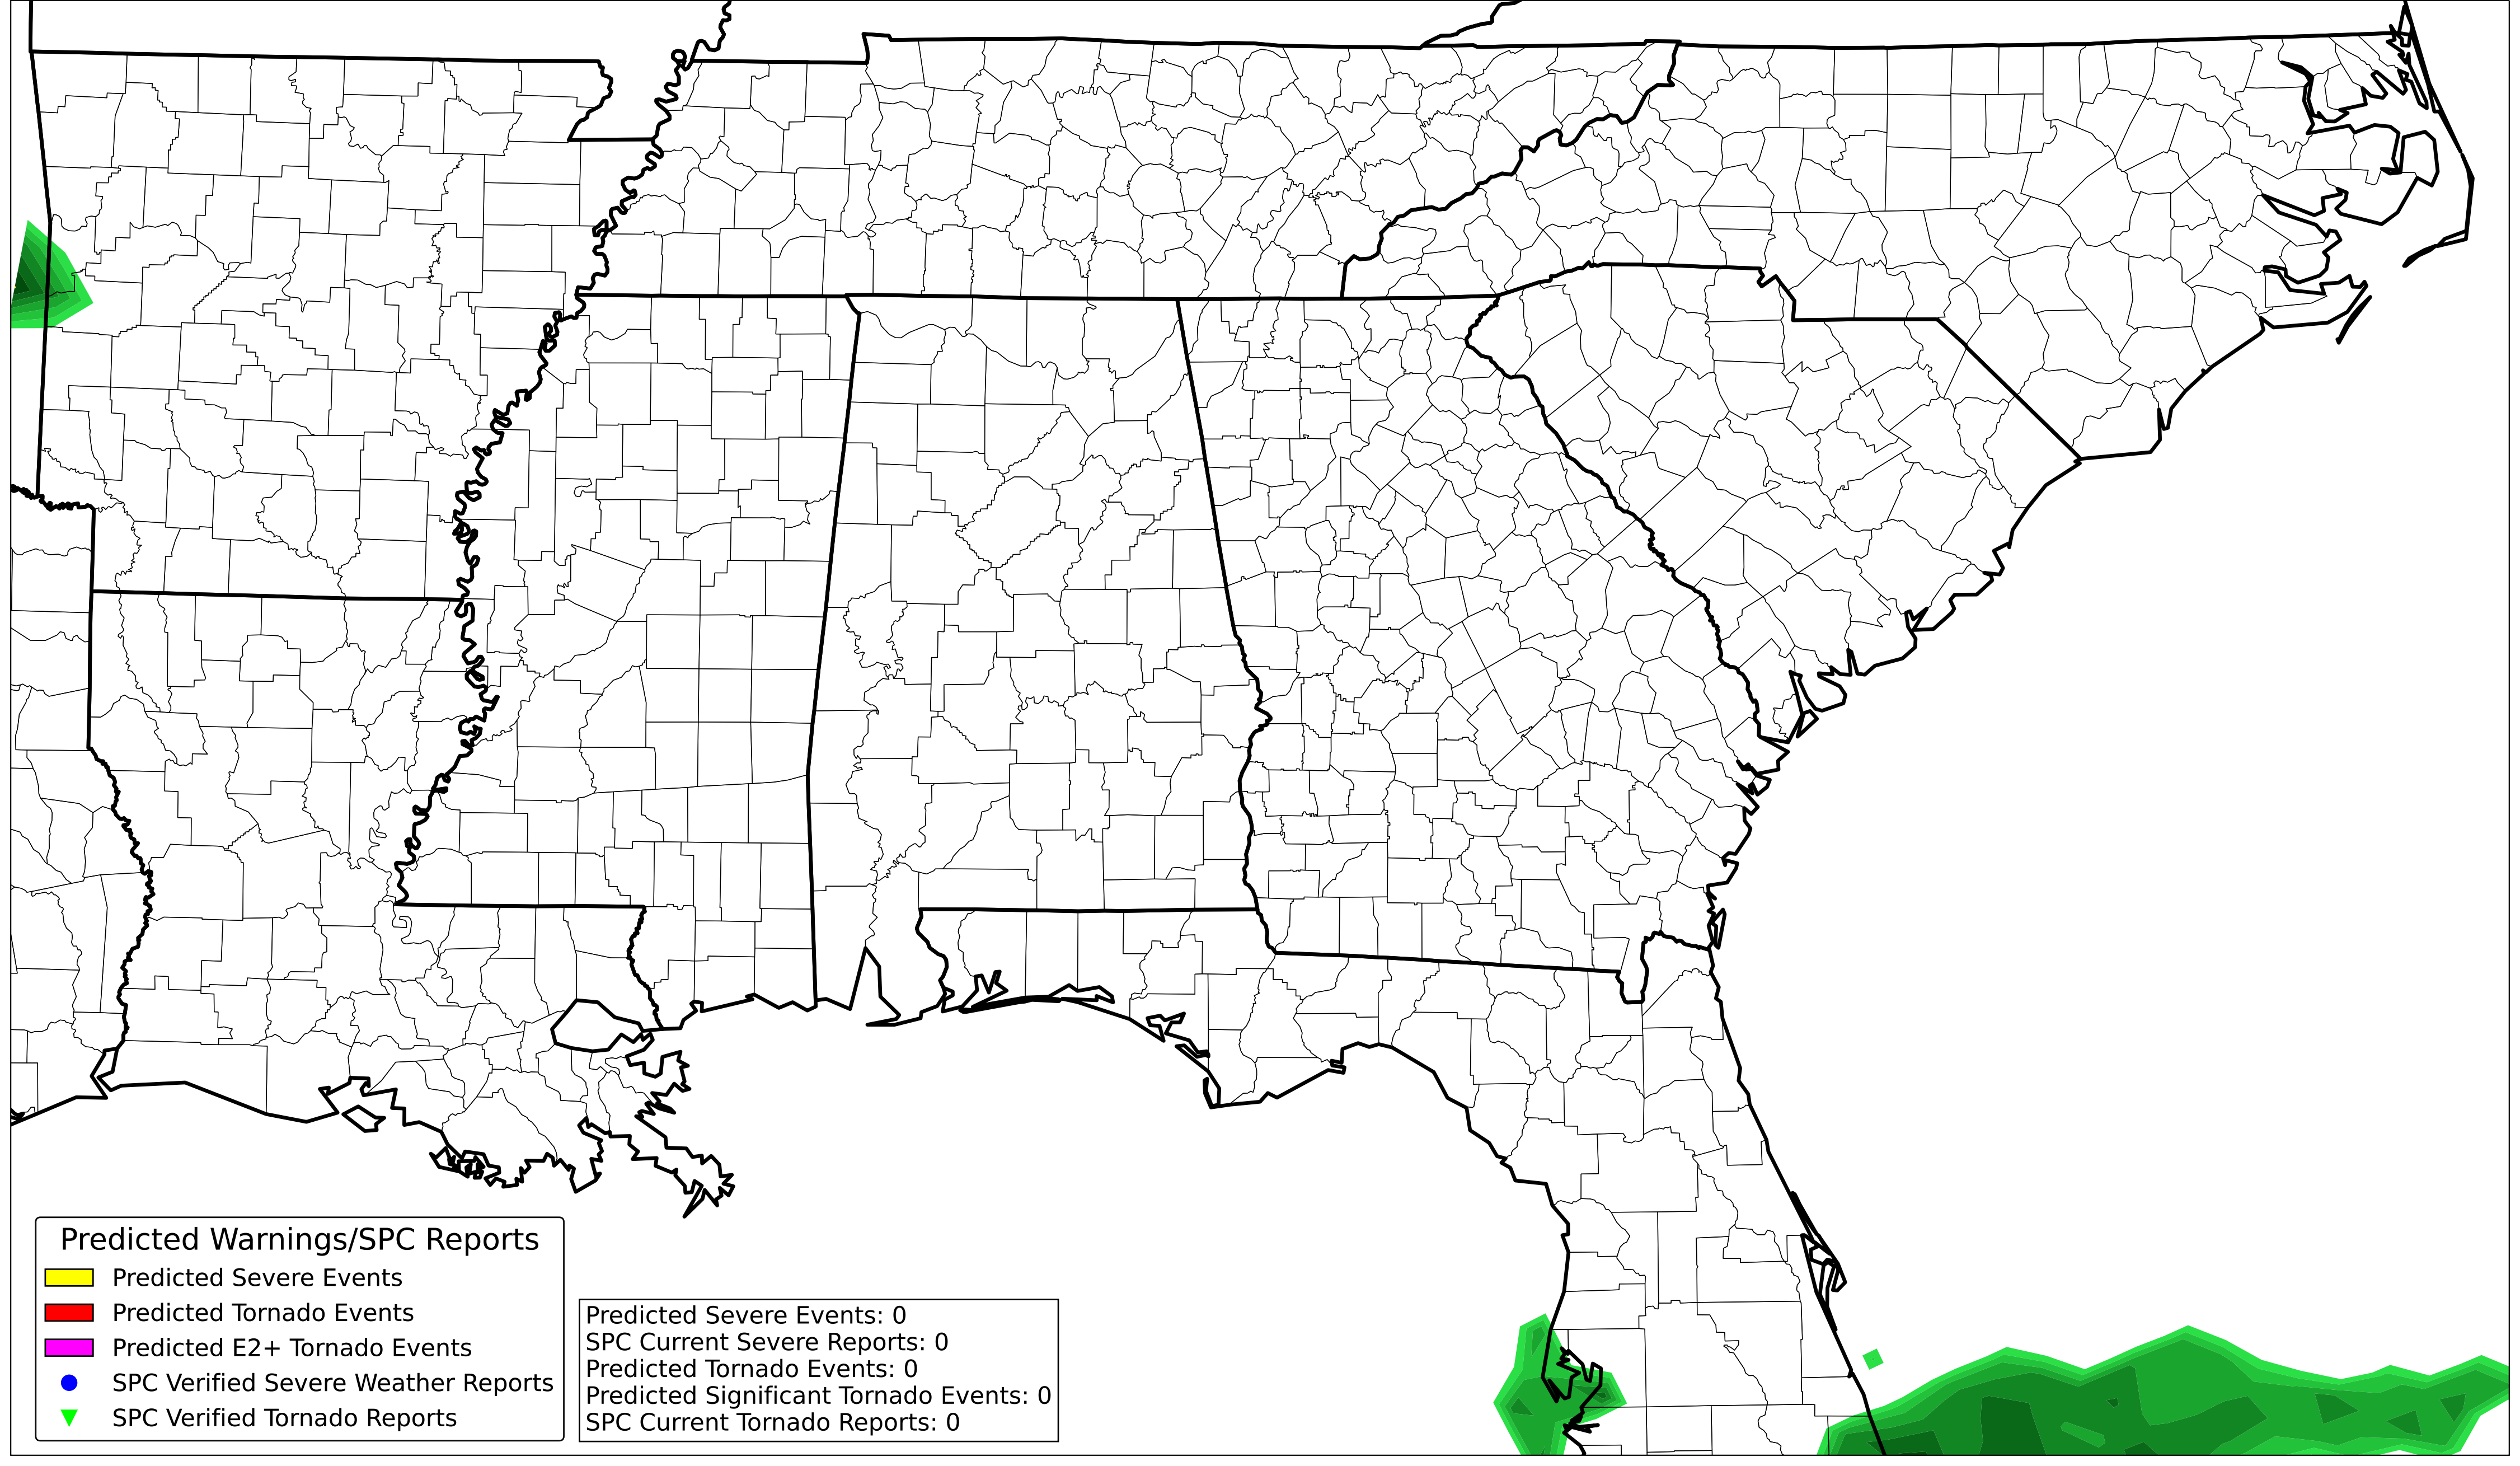 Predicted Warnings/SPC Reports
Predicted Severe Events
Predicted Tornado Events
Predicted E2+ Tornado Events
SPC Verified Severe Weather Reports
SPC Verified Tornado Reports
Predicted Severe Events: 0
SPC Current Severe Reports: 0
Predicted Tornado Events: 0
Predicted Significant Tornado Events: 0
SPC Current Tornado Reports: 0